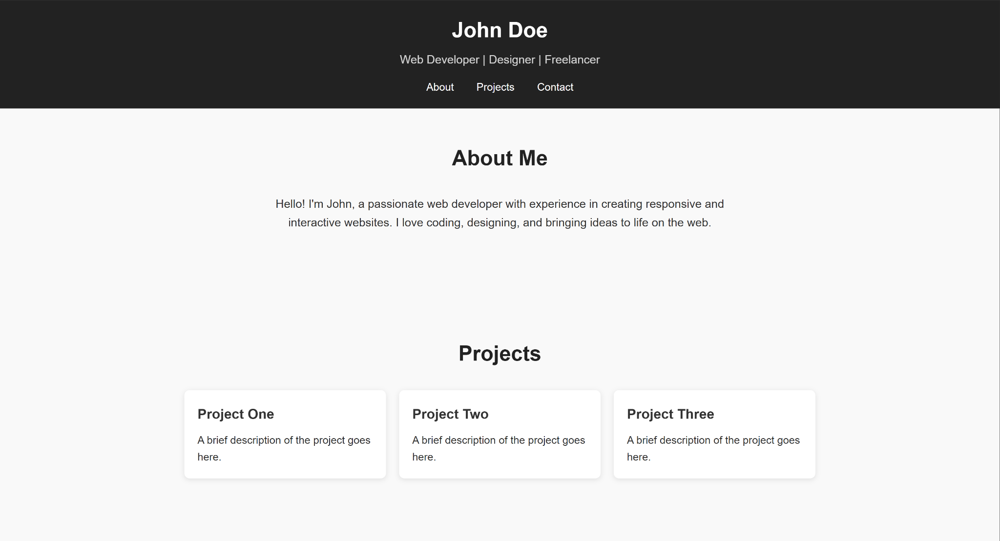 John Doe
Web Developer | Designer | Freelancer
About Projects Contact
About Me
Hello! I'm John, a passionate web developer with experience in creating responsive and
interactive websites. I love coding, designing, and bringing ideas to life on the web.
Projects
Project One
A brief description of the project goes
here.
Project Two
A brief description of the project goes
here.
Project Three
A brief description of the project goes
here.